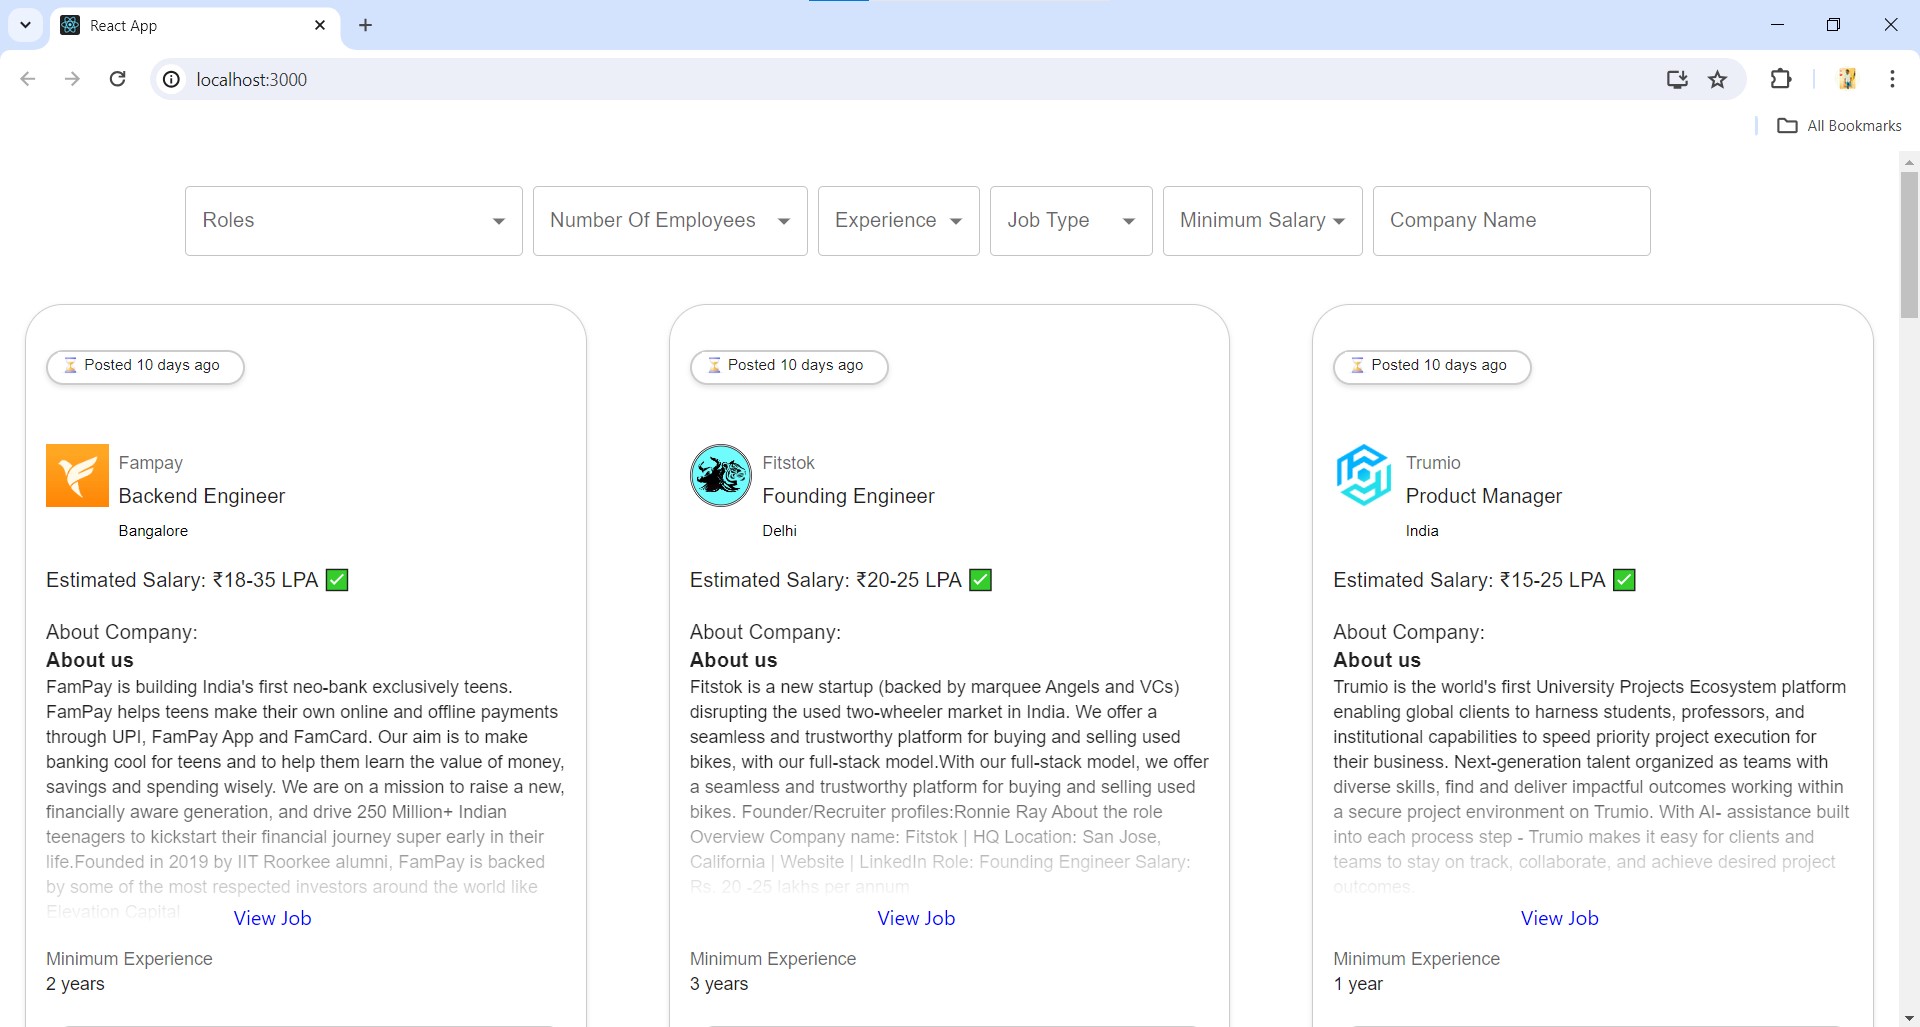 React App
localhost:3000
All Bookmarks
Roles
Number Of Employees
Experience
Job Type
Minimum Salary
Company Name
⏳ Posted 10 days ago
Fampay
Backend Engineer
Bangalore
Estimated Salary: ₹18-35 LPA ✅
About Company:
About us
FamPay is building India's first neo-bank exclusively teens.
FamPay helps teens make their own online and offline payments
through UPI, FamPay App and FamCard. Our aim is to make
banking cool for teens and to help them learn the value of money,
savings and spending wisely. We are on a mission to raise a new,
financially aware generation, and drive 250 Million+ Indian
teenagers to kickstart their financial journey super early in their
life.Founded in 2019 by IIT Roorkee alumni, FamPay is backed
by some of the most respected investors around the world like
Elevation Capital
View Job
Minimum Experience
2 years
⏳ Posted 10 days ago
Fitstok
Founding Engineer
Delhi
Estimated Salary: ₹20-25 LPA ✅
About Company:
About us
Fitstok is a new startup (backed by marquee Angels and VCs)
disrupting the used two-wheeler market in India. We offer a
seamless and trustworthy platform for buying and selling used
bikes, with our full-stack model.With our full-stack model, we offer
a seamless and trustworthy platform for buying and selling used
bikes. Founder/Recruiter profiles:Ronnie Ray About the role
Overview Company name: Fitstok | HQ Location: San Jose,
California | Website | LinkedIn Role: Founding Engineer Salary:
Rs. 20 -25 lakhs per annum
View Job
Minimum Experience
3 years
⏳ Posted 10 days ago
Trumio
Product Manager
India
Estimated Salary: ₹15-25 LPA ✅
About Company:
About us
Trumio is the world's first University Projects Ecosystem platform
enabling global clients to harness students, professors, and
institutional capabilities to speed priority project execution for
their business. Next-generation talent organized as teams with
diverse skills, find and deliver impactful outcomes working within
a secure project environment on Trumio. With AI- assistance built
into each process step - Trumio makes it easy for clients and
teams to stay on track, collaborate, and achieve desired project
outcomes.
View Job
Minimum Experience
1 year